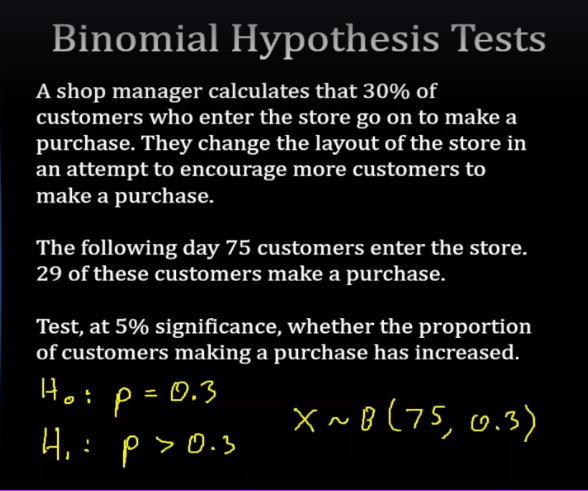 Binomial Hypothesis Tests
A shop manager calculates that 30% of
customers who enter the store go on to make a
purchase. They change the layout of the store in
an attempt to encourage more customers to
make a purchase.
The following day 75 customers enter the store.
29 of these customers make a purchase.
Test, at 5% significance, whether the proportion
of customers making a purchase has increased.
H₀: p = 0.3
X ~ B(75, 0.3)
H₁: p > 0.3